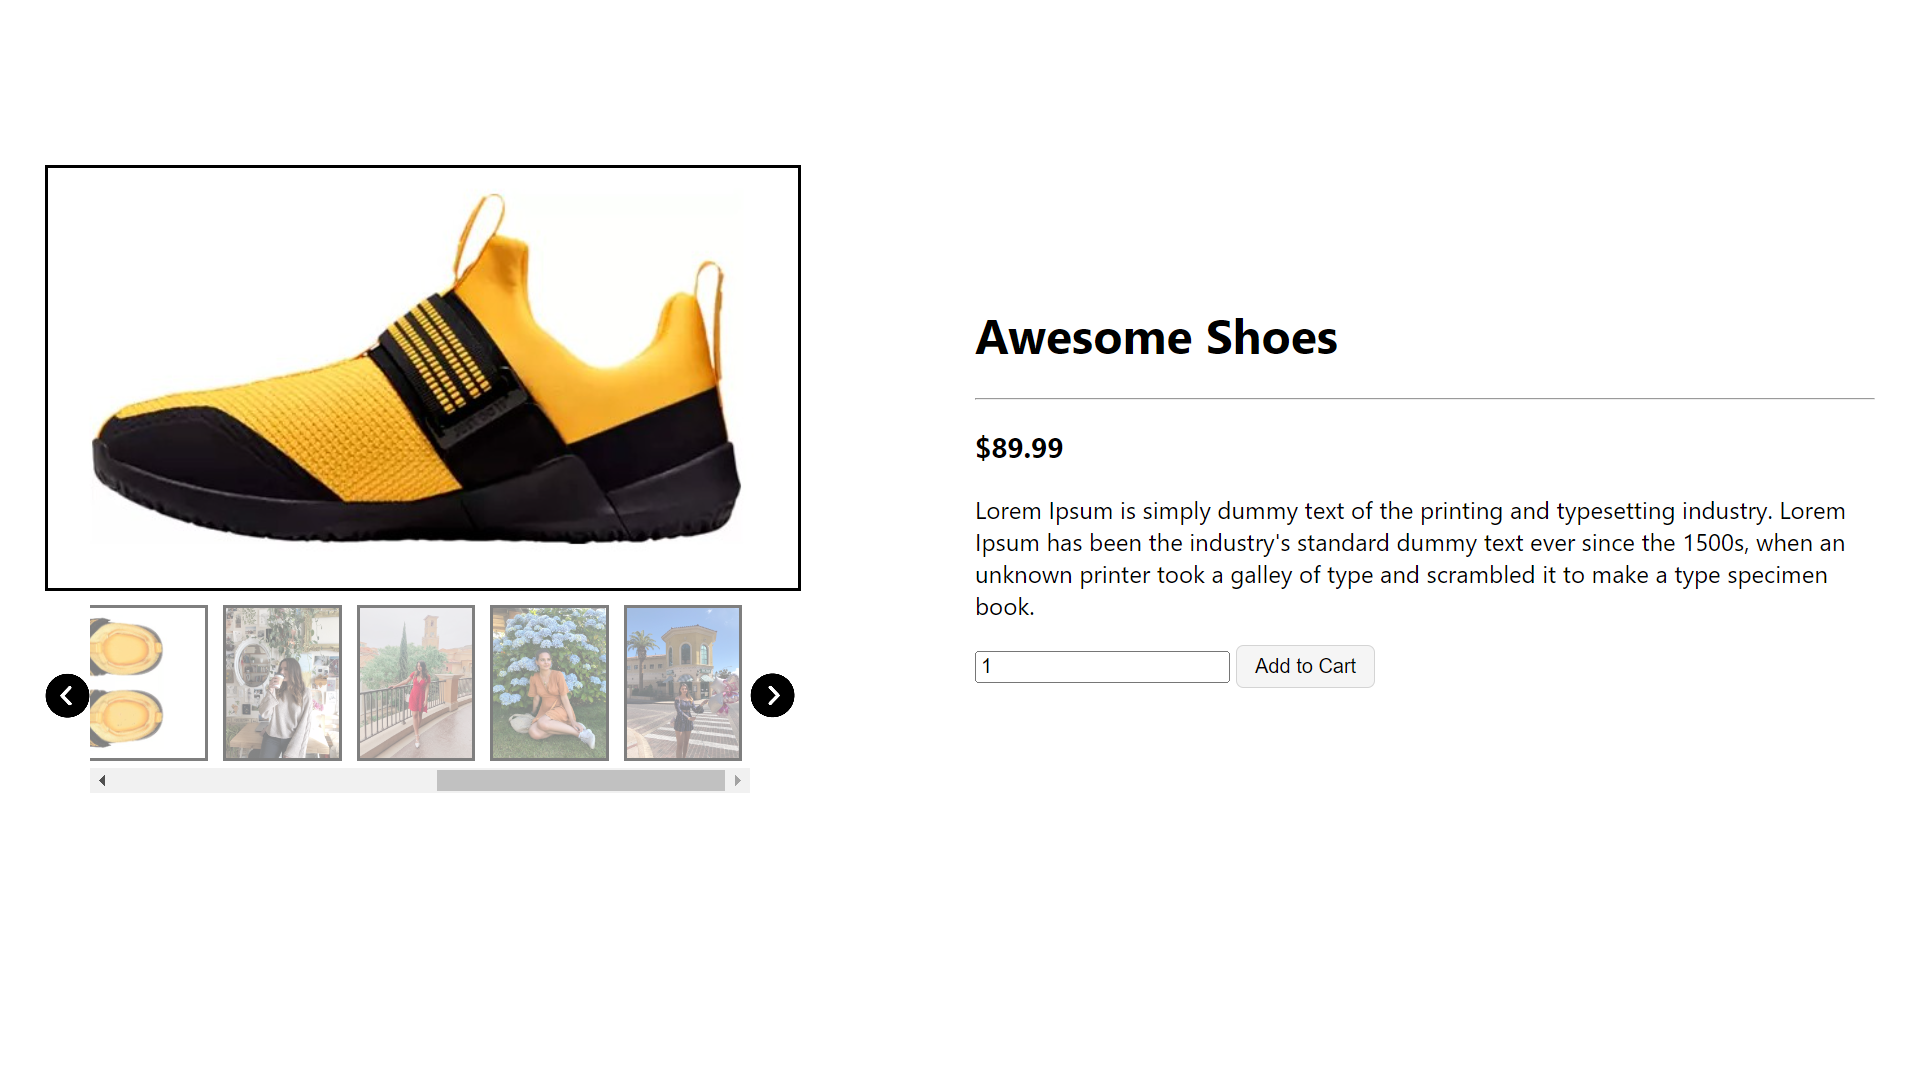 Awesome Shoes
$89.99
Lorem Ipsum is simply dummy text of the printing and typesetting industry. Lorem
Ipsum has been the industry's standard dummy text ever since the 1500s, when an
unknown printer took a galley of type and scrambled it to make a type specimen
book.
1 Add to Cart